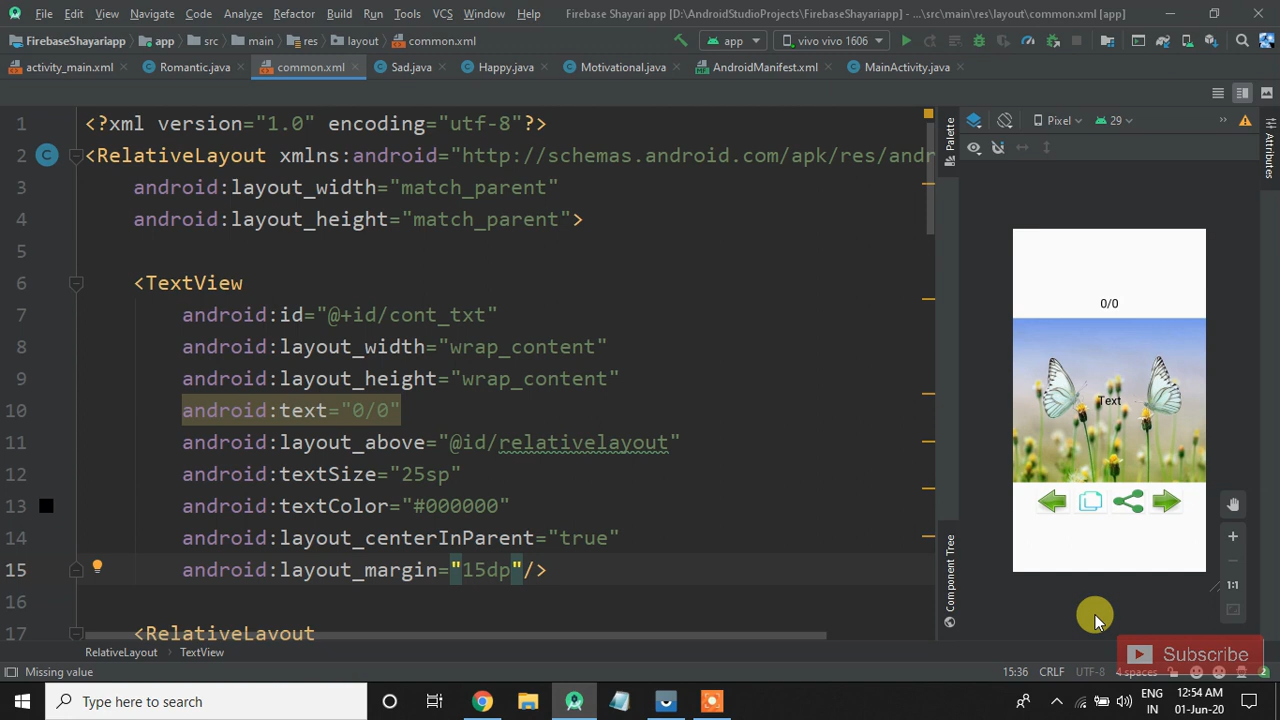 File Edit View Navigate Code Analyze Refactor Build Run Tools VCS Window Help Firebase Shayari app [D:\AndroidStudioProjects\FirebaseShayariapp] - ...\src\main\res\layout\common.xml [app]
FirebaseShayariapp app src main res layout common.xml app vivo vivo 1606
activity_main.xml Romantic.java common.xml Sad.java Happy.java Motivational.java AndroidManifest.xml MainActivity.java
Palette
Pixel 29
Attributes
1 <?xml version="1.0" encoding="utf-8"?>
2 <RelativeLayout xmlns:android="http://schemas.android.com/apk/res/andr
3 android:layout_width="match_parent"
4 android:layout_height="match_parent">
5
6 <TextView
7 android:id="@+id/cont_txt"
8 android:layout_width="wrap_content"
9 android:layout_height="wrap_content"
10 android:text="0/0"
11 android:layout_above="@id/relativelayout"
12 android:textSize="25sp"
13 android:textColor="#000000"
14 android:layout_centerInParent="true"
15 android:layout_margin="15dp"/>
16
17 <RelativeLayout
0/0
Text
Component Tree
1:1
RelativeLayout TextView
Subscribe
Missing value 15:36 CRLF UTF-8 4 spaces
Type here to search
ENG
IN
12:54 AM
01-Jun-20